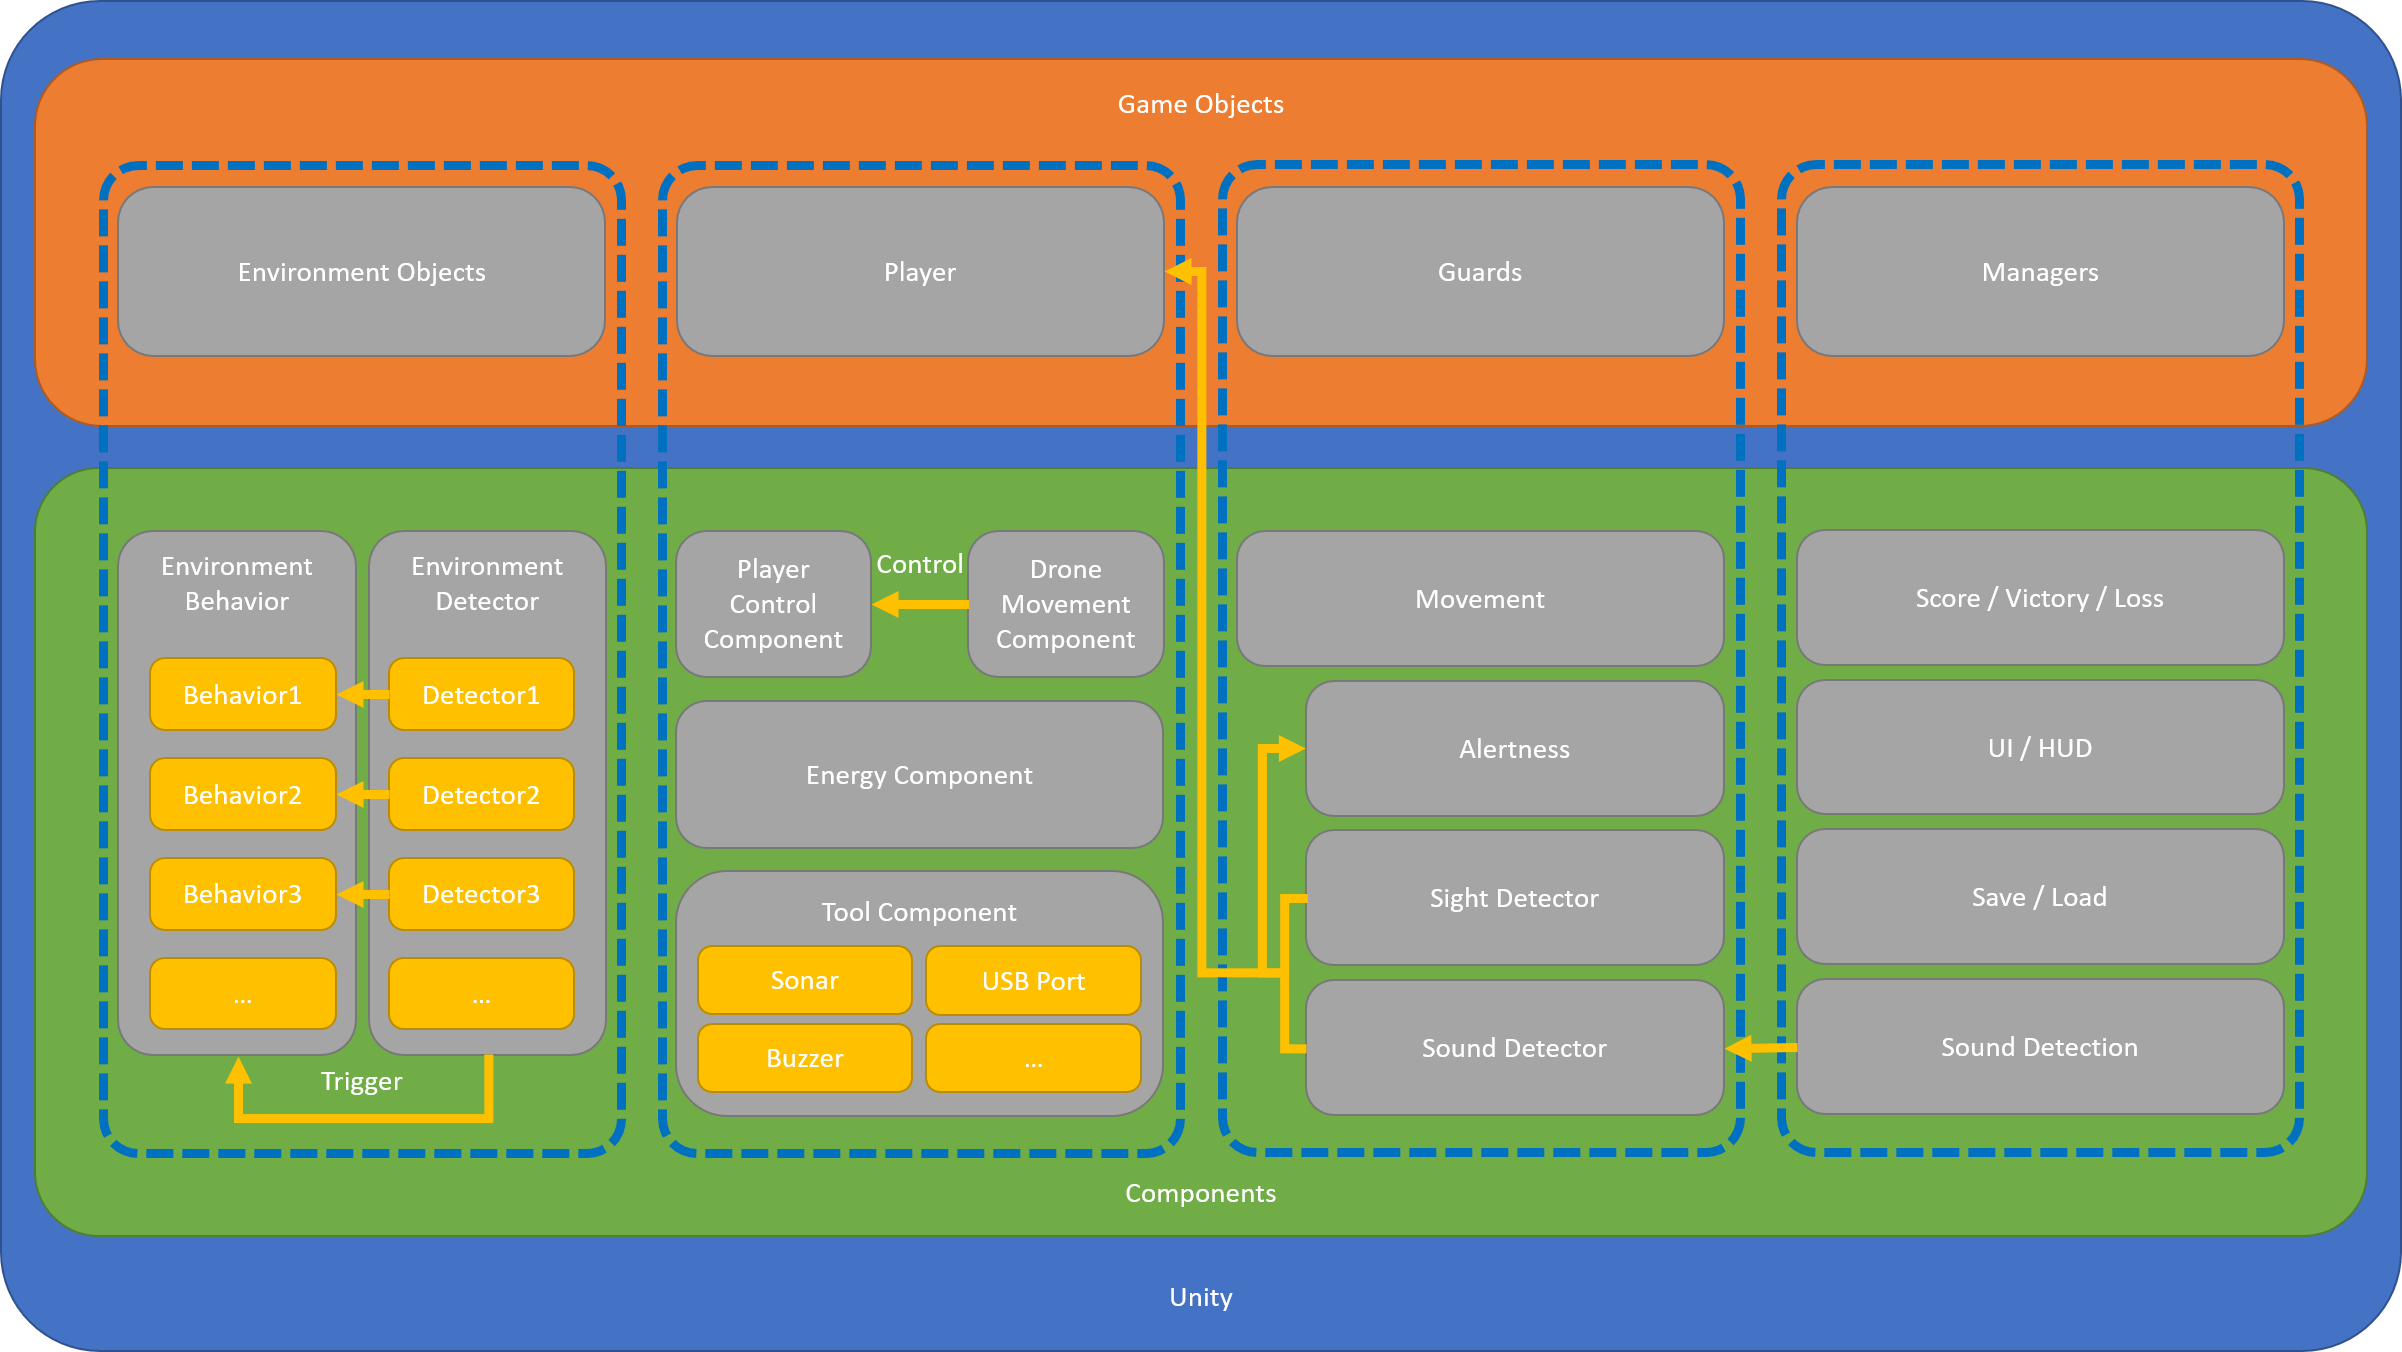 Game Objects
Environment Objects
Player
Guards
Managers
Environment
Behavior
Behavior1
Behavior2
Behavior3
...
Environment
Detector
Detector1
Detector2
Detector3
...
Trigger
Player
Control
Component
Control
Drone
Movement
Component
Energy Component
Tool Component
Sonar
USB Port
Buzzer
...
Movement
Alertness
Sight Detector
Sound Detector
Score / Victory / Loss
UI / HUD
Save / Load
Sound Detection
Components
Unity